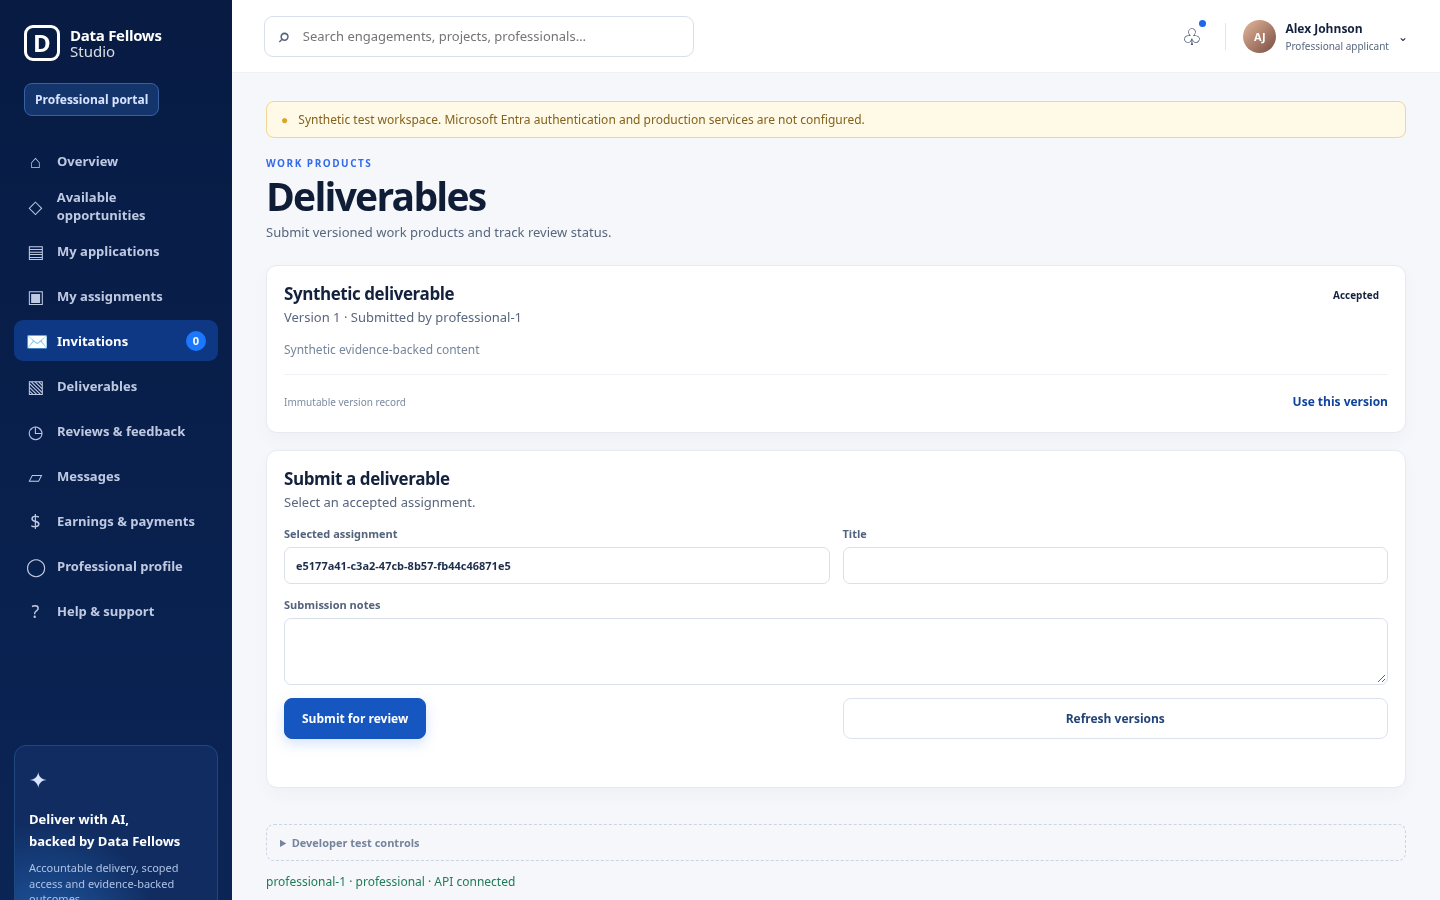 D
Data Fellows
Studio
Professional portal
Overview
Available
opportunities
My applications
My assignments
Invitations
0
Deliverables
Reviews & feedback
Messages
$
Earnings & payments
Professional profile
?
Help & support
Deliver with AI,
backed by Data Fellows
Accountable delivery, scoped
access and evidence-backed
outcomes
Search engagements, projects, professionals...
AJ
Alex Johnson
Professional applicant
Synthetic test workspace. Microsoft Entra authentication and production services are not configured.
WORK PRODUCTS
Deliverables
Submit versioned work products and track review status.
Synthetic deliverable
Accepted
Version 1 · Submitted by professional-1
Synthetic evidence-backed content
Immutable version record
Use this version
Submit a deliverable
Select an accepted assignment.
Selected assignment
Title
e5177a41-c3a2-47cb-8b57-fb44c46871e5
Submission notes
Submit for review
Refresh versions
Developer test controls
professional-1 · professional · API connected